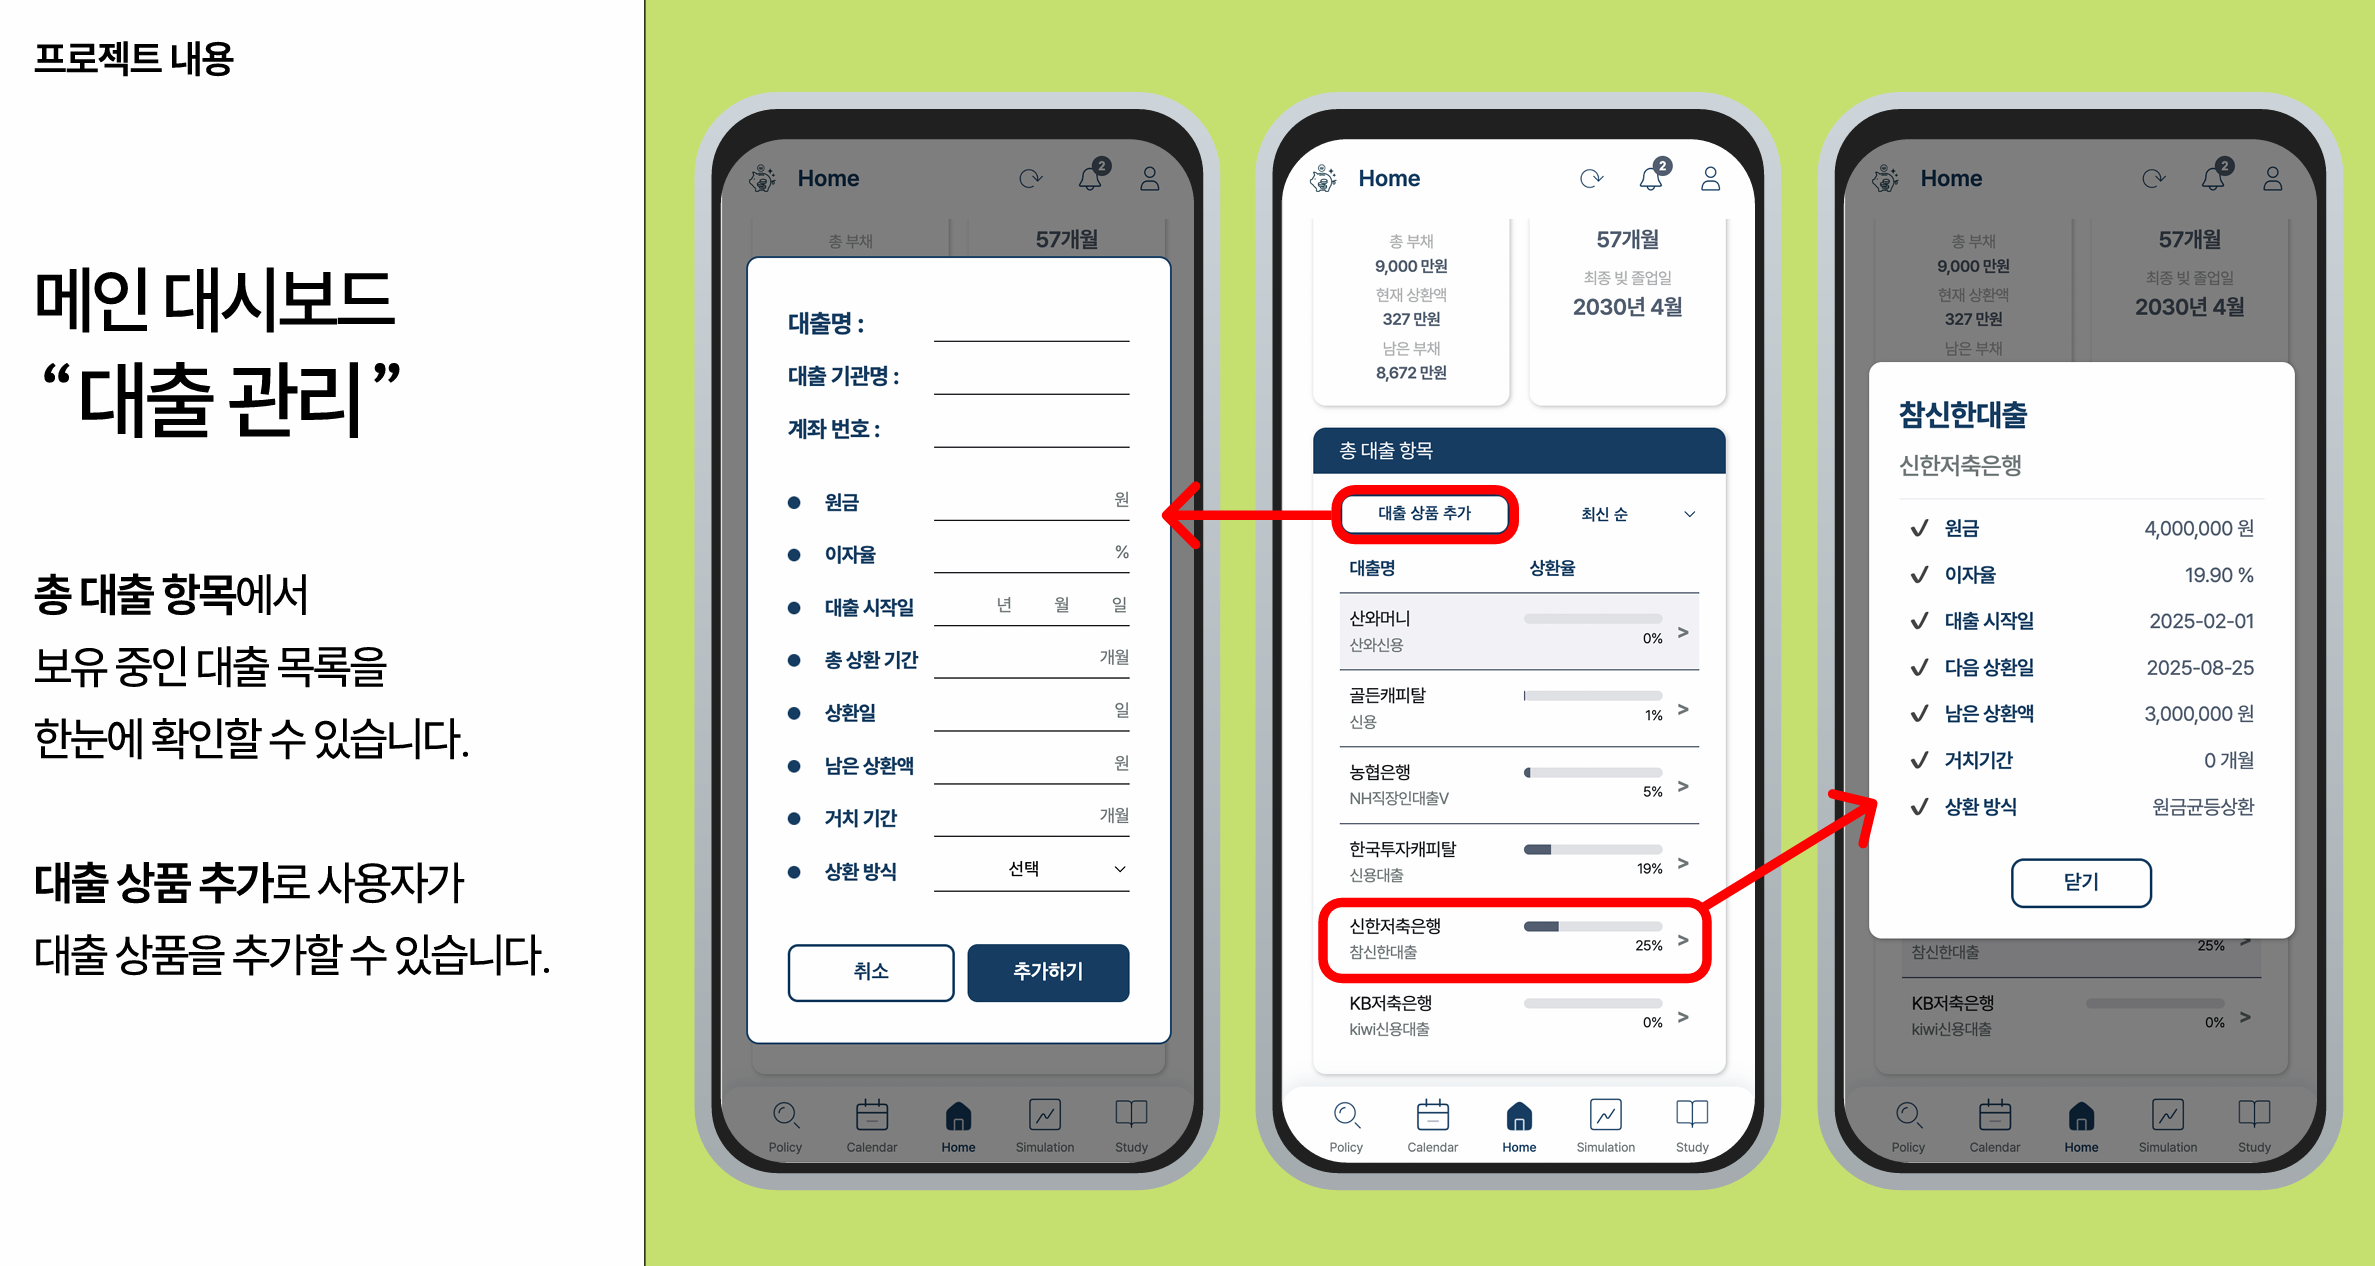 프로젝트 내용
메인 대시보드
“대출 관리”
총 대출 항목에서
보유 중인 대출 목록을
한눈에 확인할 수 있습니다.
대출 상품 추가로 사용자가
대출 상품을 추가할 수 있습니다.
Home
2
총 부채
57개월
대출명 :
대출 기관명 :
계좌 번호 :
원금 원
이자율 %
대출 시작일 년 월 일
총 상환 기간 개월
상환일 일
남은 상환액 원
거치 기간 개월
상환 방식 선택
취소 추가하기
Policy Calendar Home Simulation Study
Home
2
총 부채
9,000 만원
현재 상환액
327 만원
남은 부채
8,672 만원
57개월
최종 빚 졸업일
2030년 4월
총 대출 항목
대출 상품 추가 최신 순
대출명 상환율
산와머니
산와신용
0% >
골든캐피탈
신용
1% >
농협은행
NH직장인대출V
5% >
한국투자캐피탈
신용대출
19% >
신한저축은행
참신한대출
25% >
KB저축은행
kiwi신용대출
0% >
Policy Calendar Home Simulation Study
Home
2
총 부채
9,000 만원
현재 상환액
327 만원
남은 부채
57개월
최종 빚 졸업일
2030년 4월
참신한대출
신한저축은행
원금 4,000,000 원
이자율 19.90 %
대출 시작일 2025-02-01
다음 상환일 2025-08-25
남은 상환액 3,000,000 원
거치기간 0 개월
상환 방식 원금균등상환
닫기
참신한대출
25% >
KB저축은행
kiwi신용대출
0% >
Policy Calendar Home Simulation Study